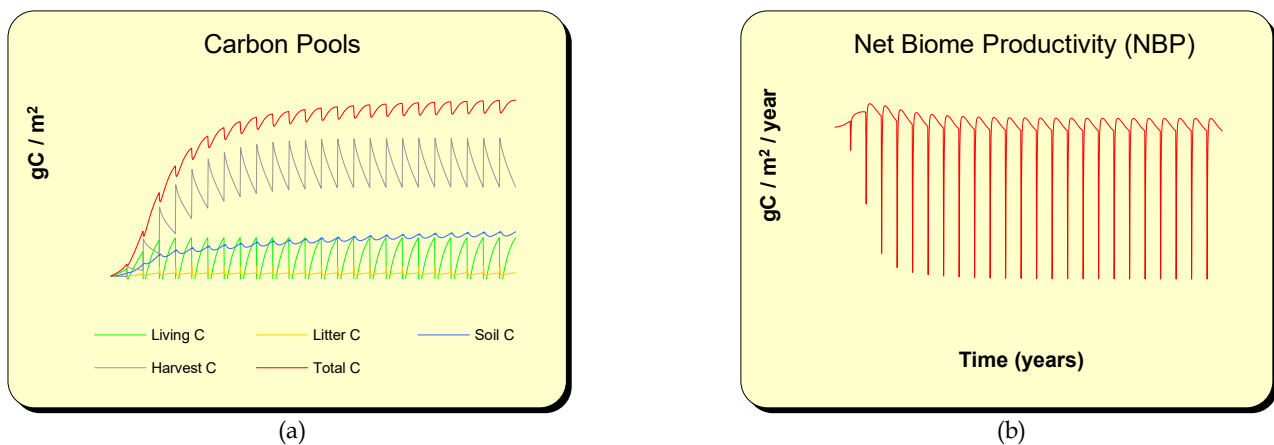 Carbon Pools
gC / m²
Living C
Litter C
Soil C
Harvest C
Total C
(a)
Net Biome Productivity (NBP)
gC / m² / year
Time (years)
(b)